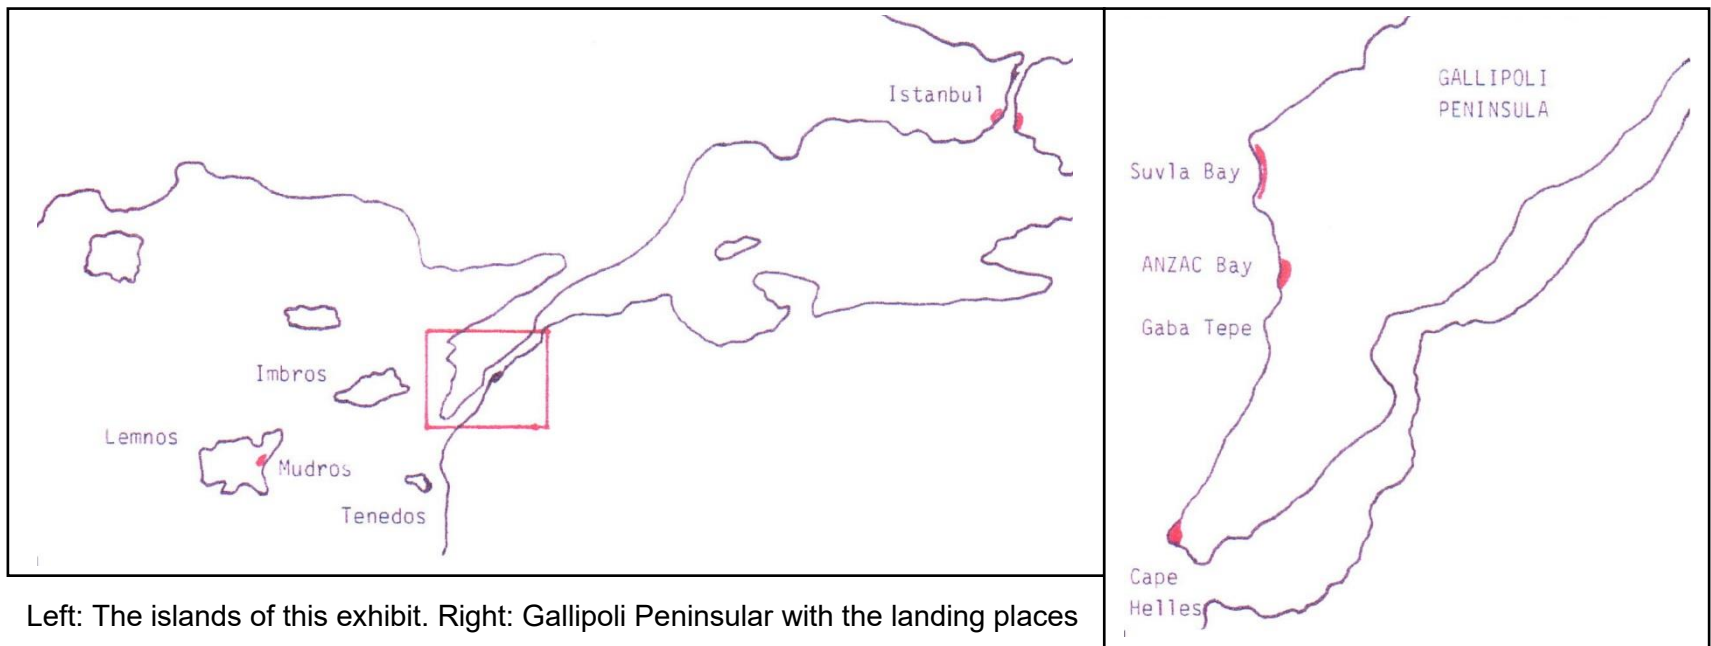 Istanbul
Imbros
Lemnos
Mudros
Tenedos
Left: The islands of this exhibit. Right: Gallipoli Peninsular with the landing places
GALLIPOLI
PENINSULA
Suvla Bay
ANZAC Bay
Gaba Tepe
Cape
Helles